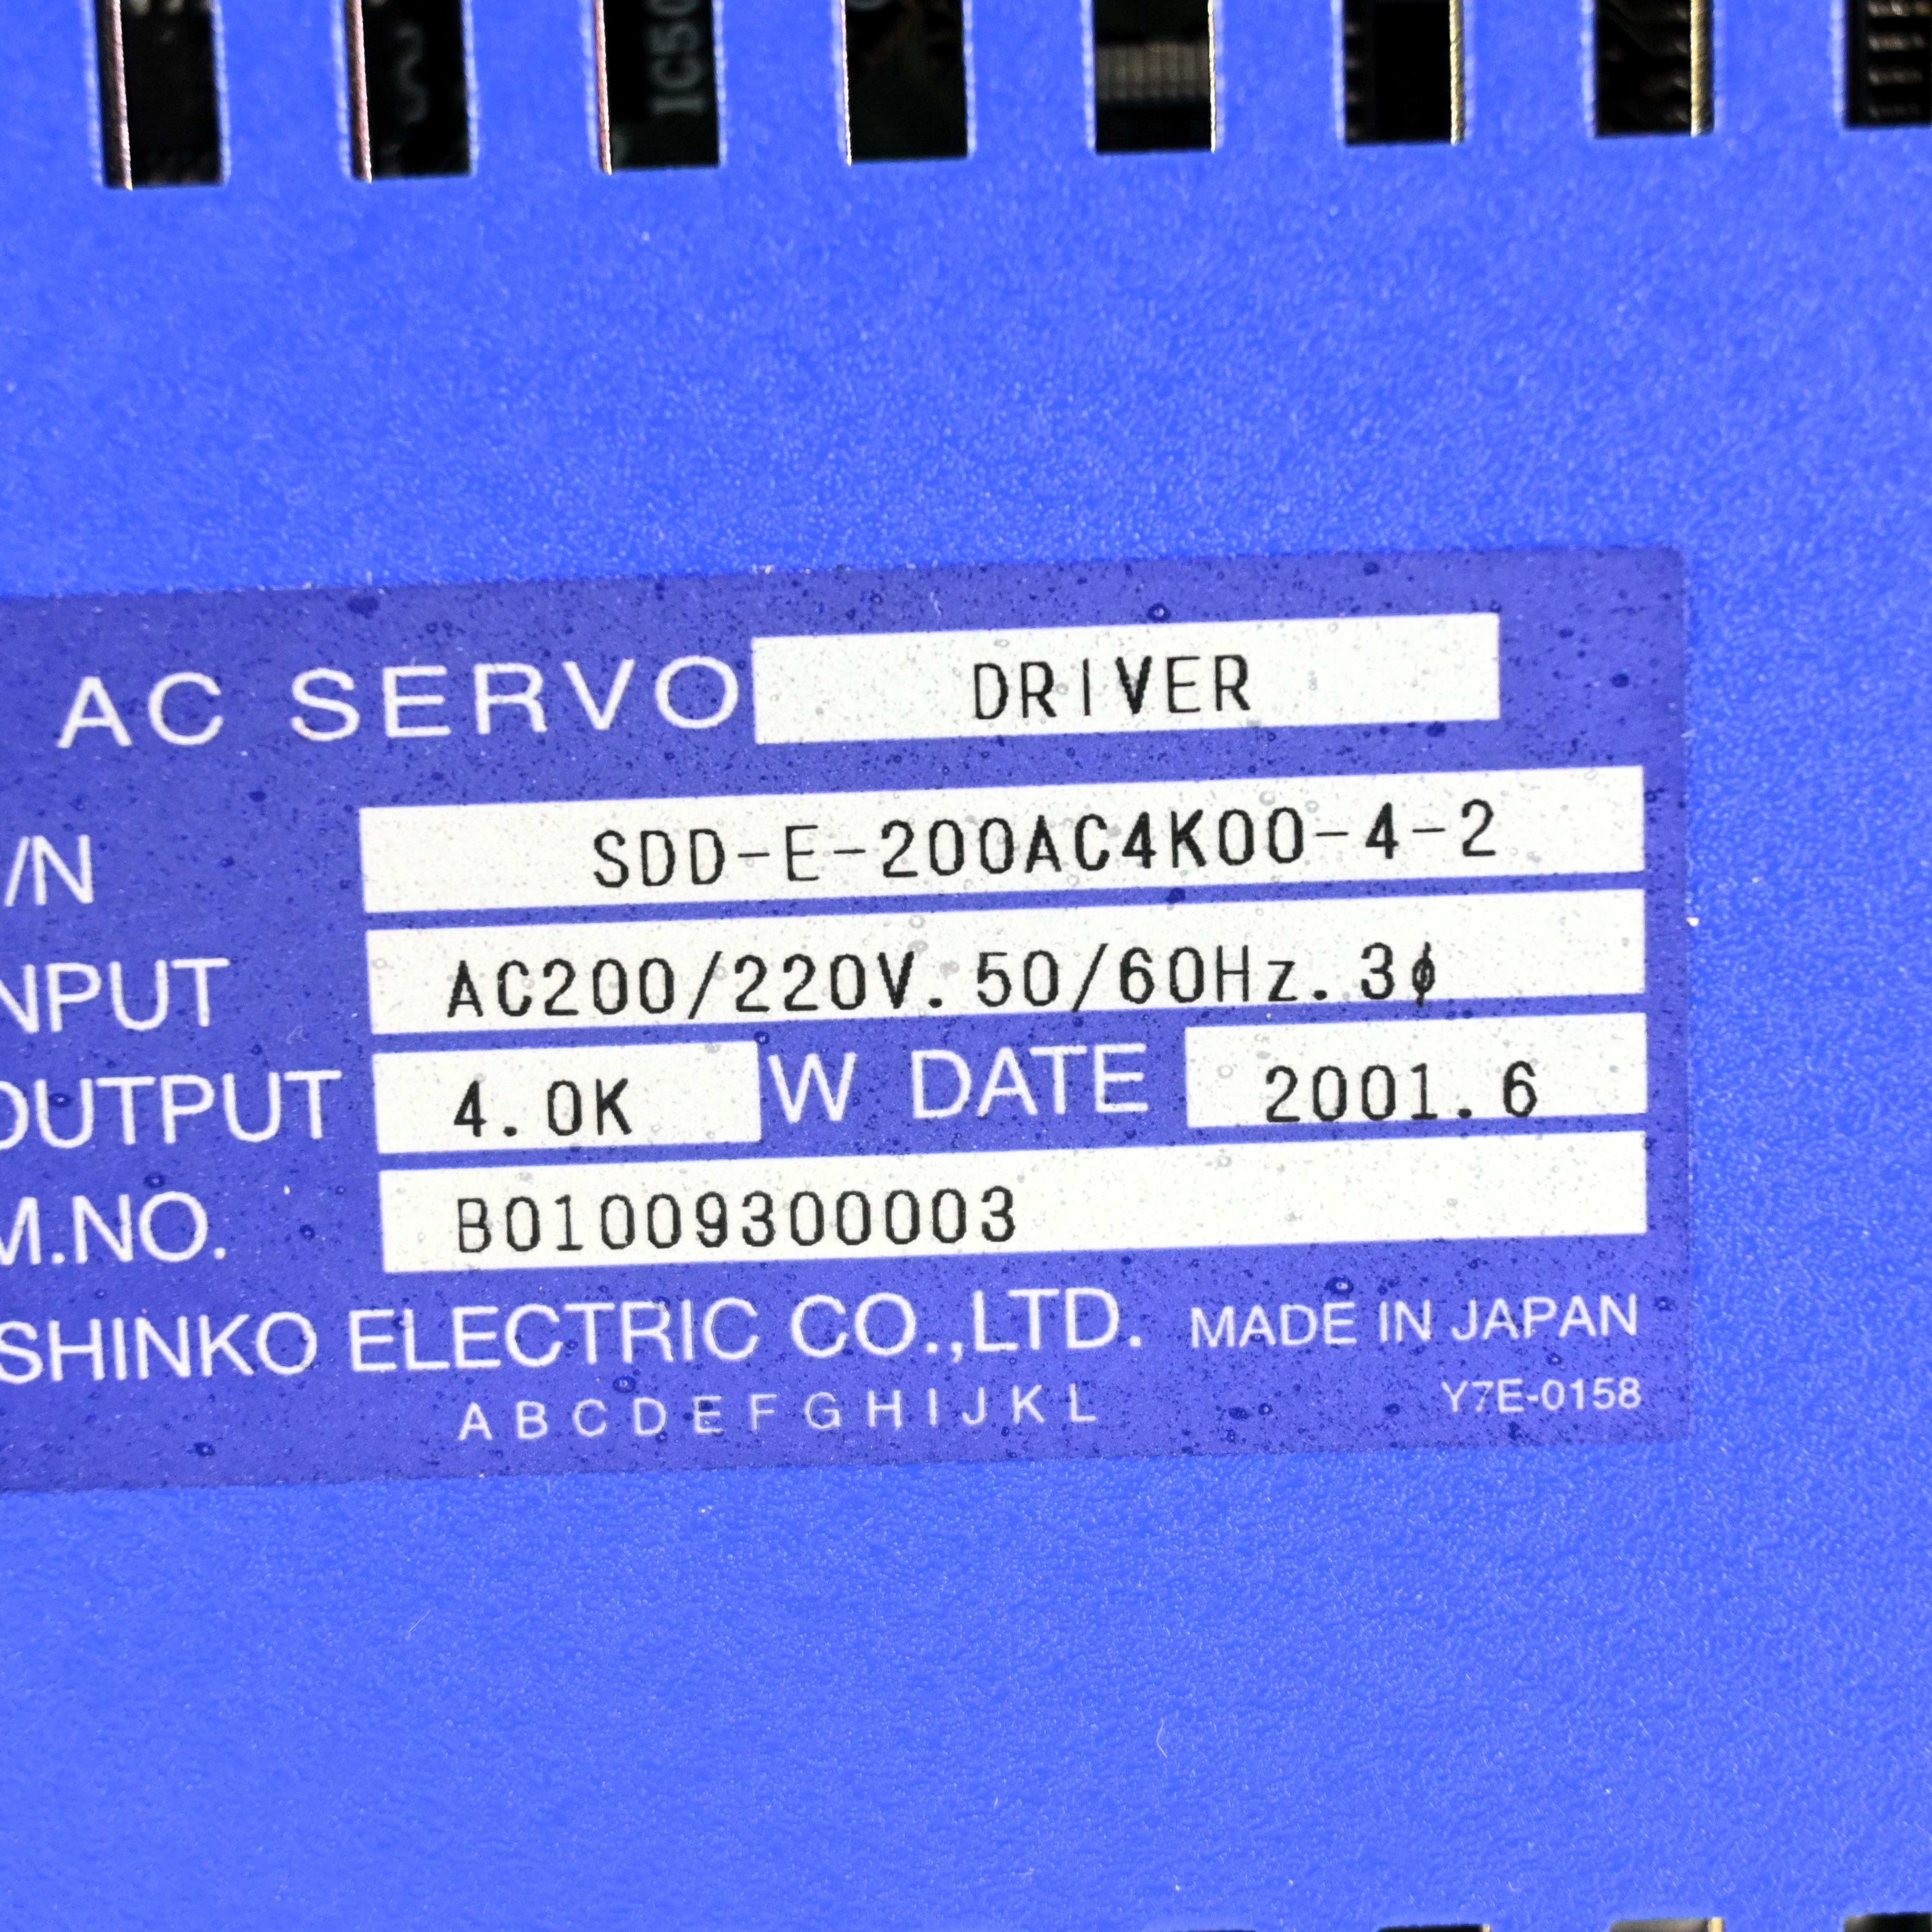 IC50
AC SERVO DRIVER
/N SDD-E-200AC4K00-4-2
NPUT AC200/220V. 50/60Hz. 3ϕ
OUTPUT 4.0K W DATE 2001.6
M.NO. B01009300003
SHINKO ELECTRIC CO.,LTD. MADE IN JAPAN
A B C D E F G H I J K L Y7E-0158